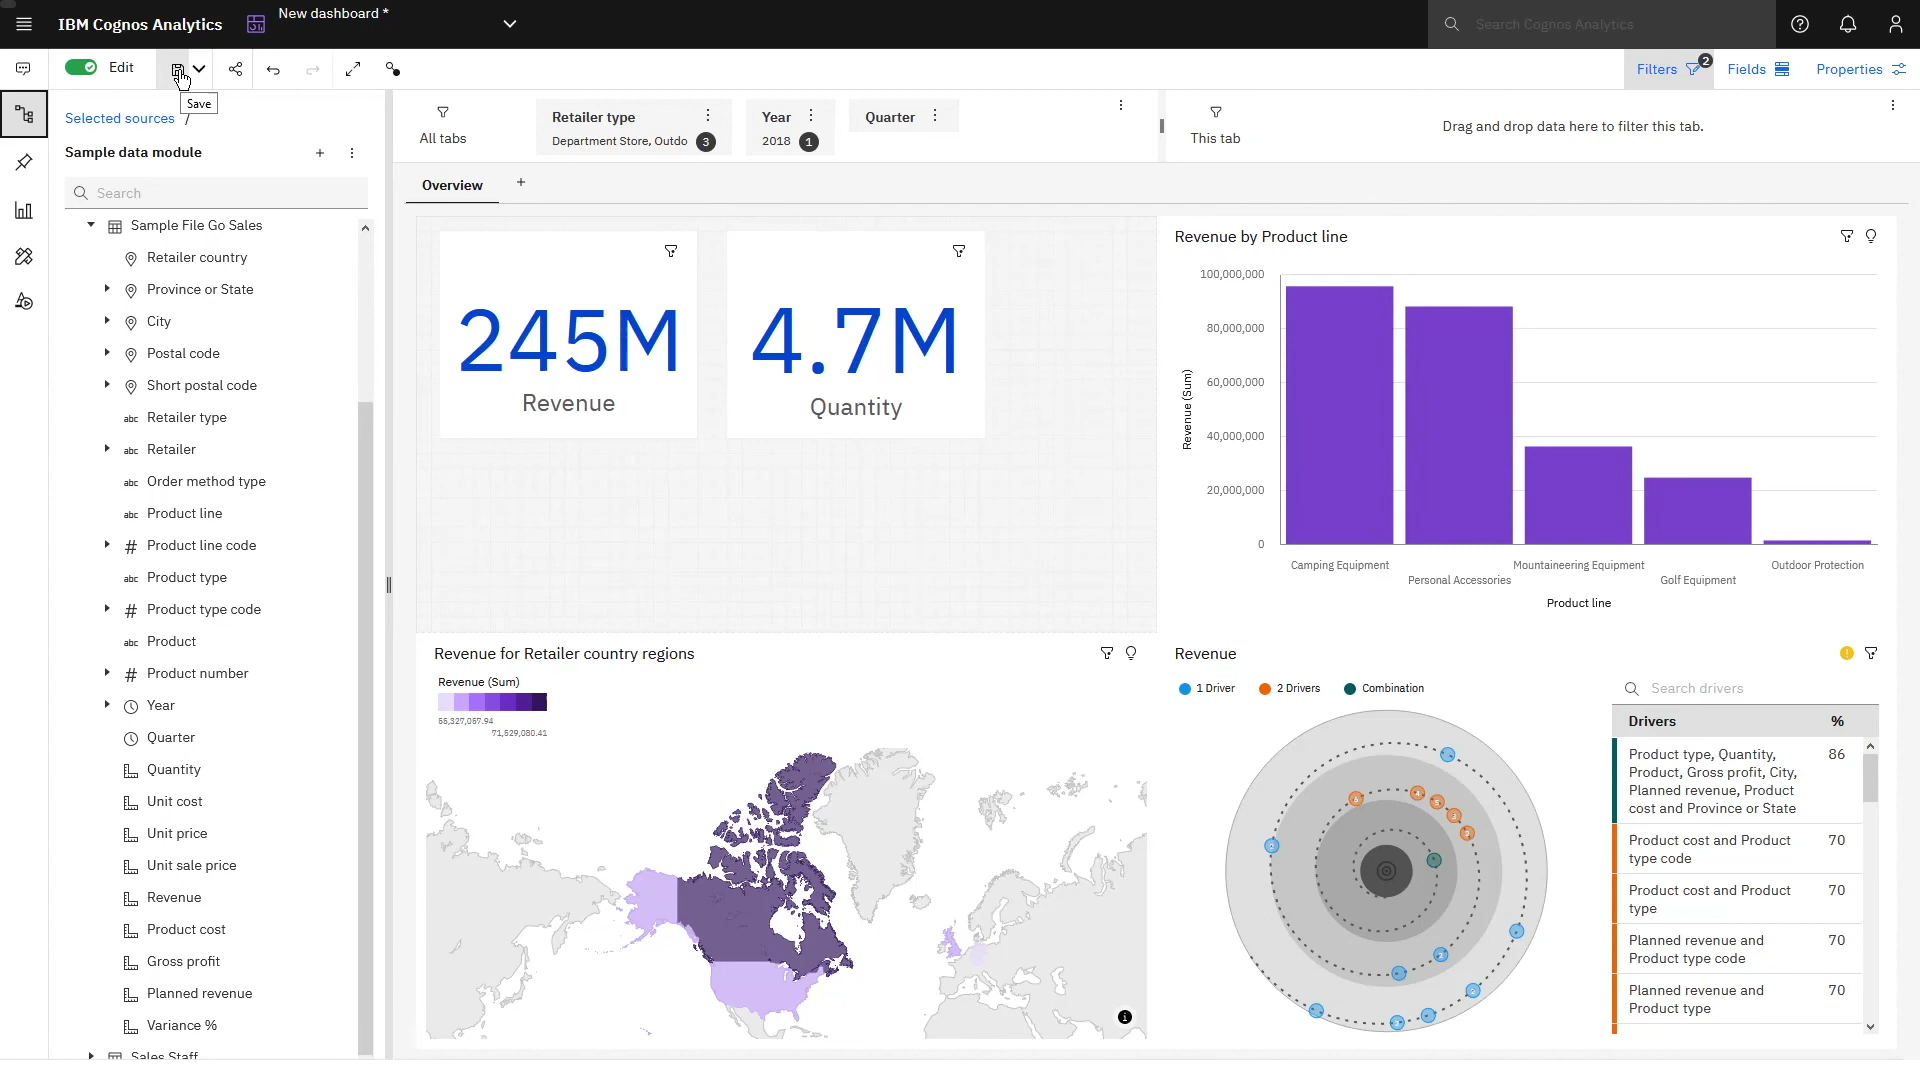 IBM Cognos Analytics
New dashboard *
Search Cognos Analytics
Edit
Filters
2
Fields
Properties
Save
Selected sources /
Sample data module
Search
Sample File Go Sales
Retailer country
Province or State
City
Postal code
Short postal code
abc Retailer type
abc Retailer
abc Order method type
abc Product line
# Product line code
abc Product type
# Product type code
abc Product
# Product number
Year
Quarter
Quantity
Unit cost
Unit price
Unit sale price
Revenue
Product cost
Gross profit
Planned revenue
Variance %
Sales Staff
All tabs
Retailer type
Department Store, Outdo 3
Year
2018 1
Quarter
This tab
Drag and drop data here to filter this tab.
Overview +
245M
Revenue
4.7M
Quantity
Revenue by Product line
Revenue (Sum)
100,000,000
80,000,000
60,000,000
40,000,000
20,000,000
0
Camping Equipment
Personal Accessories
Mountaineering Equipment
Golf Equipment
Outdoor Protection
Product line
Revenue for Retailer country regions
Revenue (Sum)
55,327,057.94
71,529,080.41
Revenue
1 Driver
2 Drivers
Combination
Search drivers
Drivers %
Product type, Quantity, 86
Product, Gross profit, City,
Planned revenue, Product
cost and Province or State
Product cost and Product 70
type code
Product cost and Product 70
type
Planned revenue and 70
Product type code
Planned revenue and 70
Product type